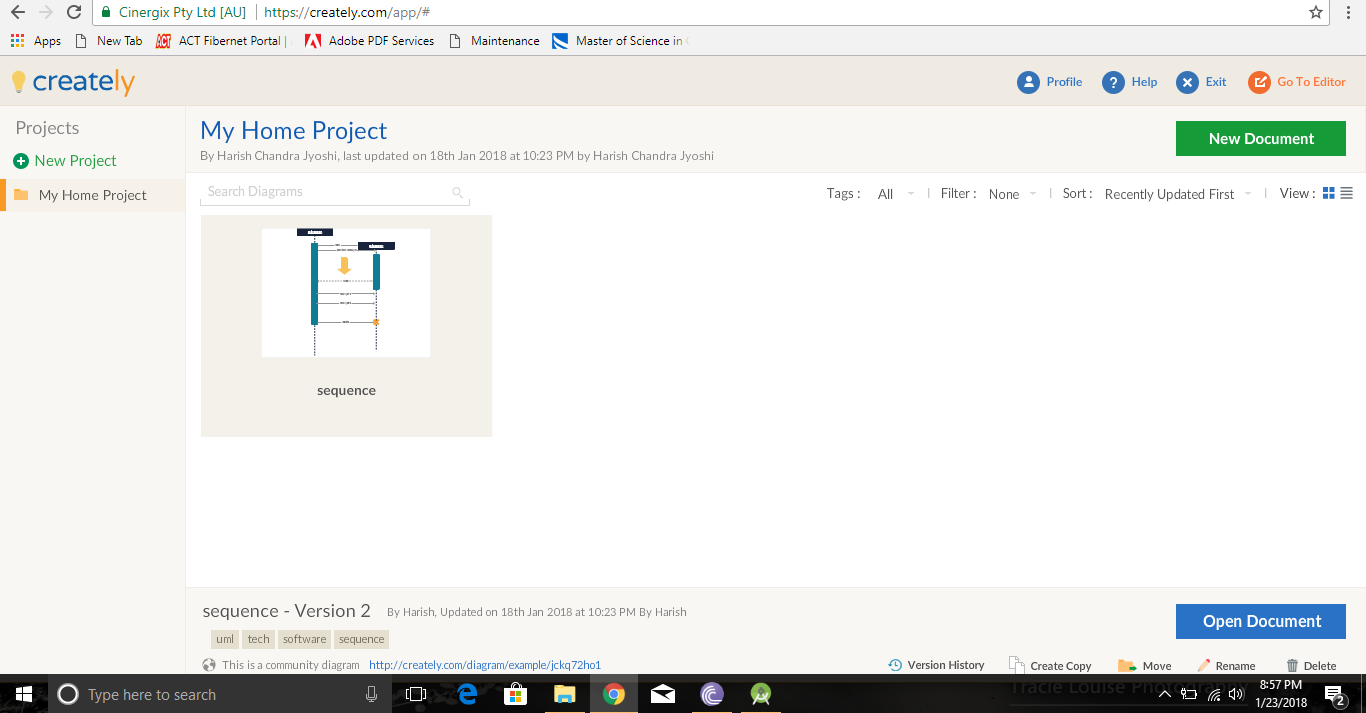 Cinergix Pty Ltd [AU] https://creately.com/app/#
Apps New Tab ACT Fibernet Portal | Adobe PDF Services Maintenance Master of Science in
creately Profile ? Help Exit Go To Editor
Projects
New Project
My Home Project
My Home Project
By Harish Chandra Jyoshi, last updated on 18th Jan 2018 at 10:23 PM by Harish Chandra Jyoshi
New Document
Search Diagrams
Tags : All | Filter : None | Sort : Recently Updated First | View :
sequence
sequence - Version 2 By Harish, Updated on 18th Jan 2018 at 10:23 PM By Harish
Open Document
uml tech software sequence
This is a community diagram http://creately.com/diagram/example/jckq72ho1
Version History Create Copy Move Rename Delete
Tracie Louise Photography
Type here to search
8:57 PM
1/23/2018
2